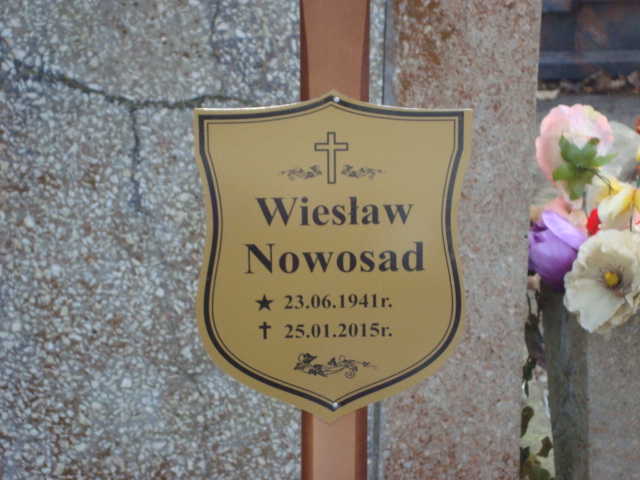 Wiesław
Nowosad
★ 23.06.1941r.
✝ 25.01.2015r.